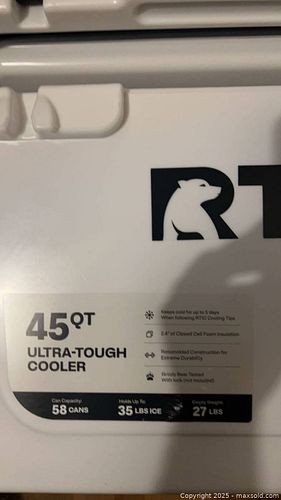 RT
45QT
ULTRA-TOUGH
COOLER
Keeps cold for up to 5 days
When following RTIC Cooling Tips
2.4" of Closed Cell Foam Insulation
Rotomolded Construction for
Extreme Durability
Grizzly Bear Tested
With lock (not included)
Can Capacity:
58 CANS
Holds Up To:
35 LBS ICE
Empty Weight:
27 LBS
Copyright 2025 - maxsold.com